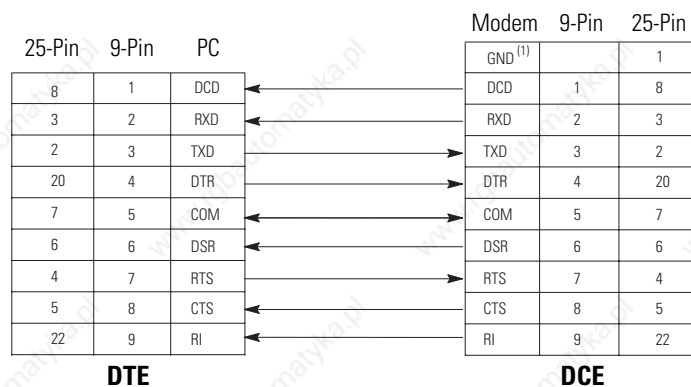 Modem 9-Pin 25-Pin
25-Pin 9-Pin PC
GND (1) 1
8 1 DCD DCD 1 8
3 2 RXD RXD 2 3
2 3 TXD TXD 3 2
20 4 DTR DTR 4 20
7 5 COM COM 5 7
6 6 DSR DSR 6 6
4 7 RTS RTS 7 4
5 8 CTS CTS 8 5
22 9 RI RI 9 22
DTE DCE